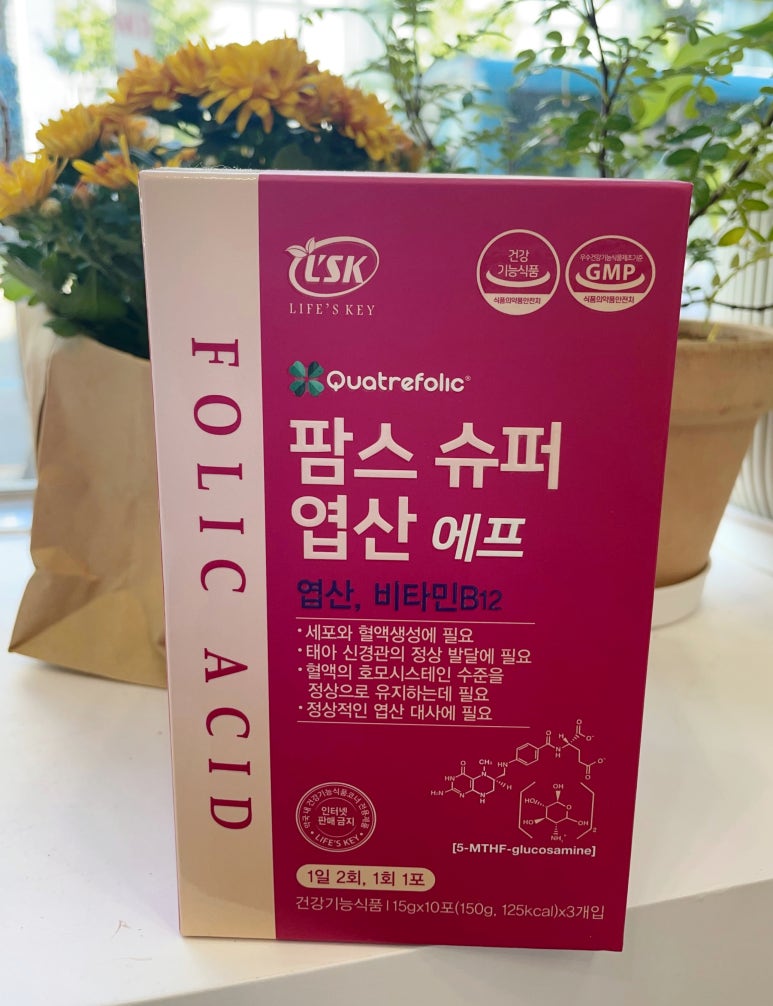 LSK
LIFE'S KEY
건강
기능식품
식품의약품안전처
우수건강기능식품제조기준
GMP
식품의약품안전처
FOLIC ACID
Quatrefolic®
팜스 슈퍼
엽산 에프
엽산, 비타민B12
•세포와 혈액생성에 필요
•태아 신경관의 정상 발달에 필요
•혈액의 호모시스테인 수준을
정상으로 유지하는데 필요
•정상적인 엽산 대사에 필요
인터넷
판매금지
• LIFE'S KEY •
[5-MTHF-glucosamine]
1일 2회, 1회 1포
건강기능식품 | 15gx10포(150g, 125kcal)x3개입